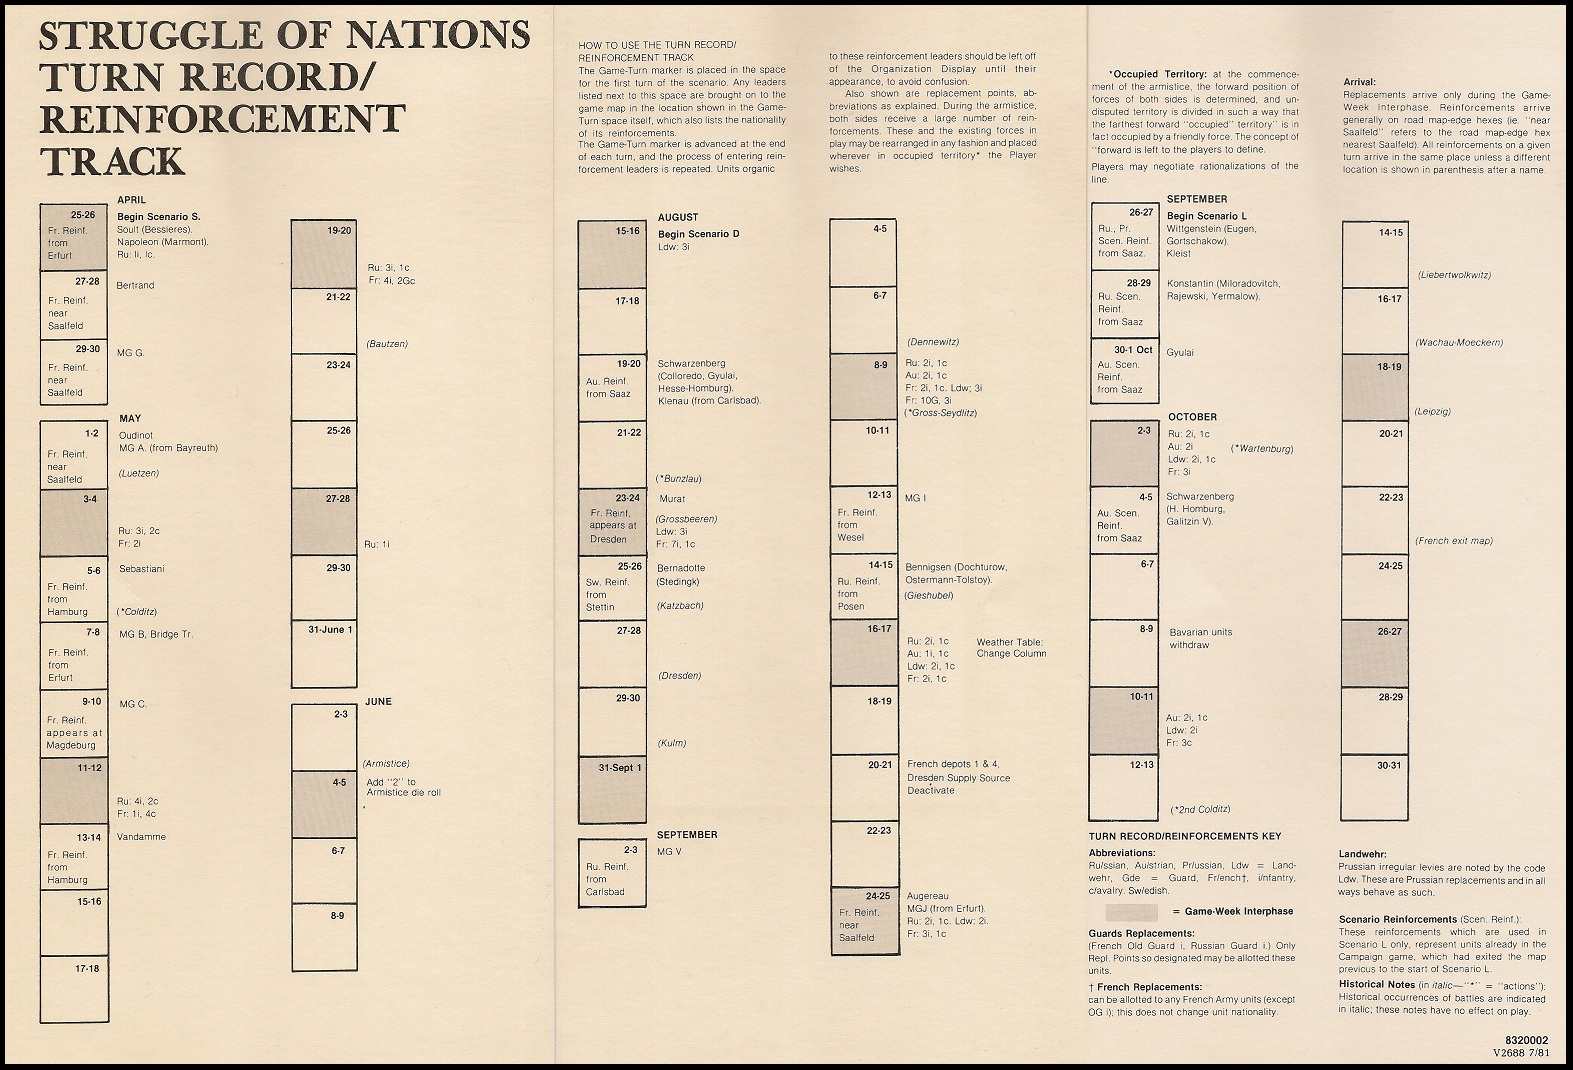 STRUGGLE OF NATIONS
TURN RECORD/
REINFORCEMENT
TRACK
HOW TO USE THE TURN RECORD/
REINFORCEMENT TRACK
The Game-Turn marker is placed in the space
for the first turn of the scenario. Any leaders
listed next to this space are brought on to the
game map in the location shown in the Game-
Turn space itself, which also lists the nationality
of its reinforcements.
The Game-Turn marker is advanced at the end
of each turn, and the process of entering rein-
forcement leaders is repeated. Units organic
to these reinforcement leaders should be left off
of the Organization Display until their
appearance, to avoid confusion.
Also shown are replacement points, ab-
breviations as explained. During the armistice,
both sides receive a large number of rein-
forcements. These and the existing forces in
play may be rearranged in any fashion and placed
wherever in occupied territory* the Player
wishes.
*Occupied Territory: at the commence-
ment of the armistice, the forward position of
forces of both sides is determined, and un-
disputed territory is divided in such a way that
the farthest forward "occupied" territory" is in
fact occupied by a friendly force. The concept of
"forward is left to the players to define.
Players may negotiate rationalizations of the
line.
Arrival:
Replacements arrive only during the Game-
Week Interphase. Reinforcements arrive
generally on road map-edge hexes (ie. "near
Saalfeld" refers to the road map-edge hex
nearest Saalfeld). All reinforcements on a given
turn arrive in the same place unless a different
location is shown in parenthesis after a name.
APRIL
25-26
Fr. Reinf.
from
Erfurt
Begin Scenario S.
Soult (Bessieres).
Napoleon (Marmont).
Ru: Ii, Ic.
27-28
Fr. Reinf.
near
Saalfeld
Bertrand
29-30
Fr. Reinf.
near
Saalfeld
MG G.
MAY
1-2
Fr. Reinf.
near
Saalfeld
Oudinot
MG A. (from Bayreuth)
(Luetzen)
3-4
Ru: 3i, 2c
Fr: 2i
5-6
Fr. Reinf.
from
Hamburg
Sebastiani
(*Colditz)
7-8
Fr. Reinf.
from
Erfurt
MG B, Bridge Tr.
9-10
Fr. Reinf.
appears at
Magdeburg
MG C.
11-12
Ru: 4i, 2c
Fr: 1i, 4c
13-14
Fr. Reinf.
from
Hamburg
Vandamme
15-16
17-18
19-20
Ru: 3i, 1c
Fr: 4i, 2Gc
21-22
(Bautzen)
23-24
25-26
27-28
Ru: 1i
29-30
31-June 1
JUNE
2-3
(Armistice)
4-5
Add "2" to
Armistice die roll
6-7
8-9
AUGUST
15-16
Begin Scenario D
Ldw: 3i
17-18
19-20
Au. Reinf.
from Saaz
Schwarzenberg
(Colloredo, Gyulai,
Hesse-Homburg).
Klenau (from Carlsbad).
21-22
(*Bunzlau)
23-24
Fr. Reinf.
appears at
Dresden
Murat
(Grossbeeren)
Ldw: 3i
Fr: 7i, 1c
25-26
Sw. Reinf.
from
Stettin
Bernadotte
(Stedingk)
(Katzbach)
27-28
(Dresden)
29-30
(Kulm)
31-Sept 1
SEPTEMBER
2-3
Ru. Reinf.
from
Carlsbad
MG V
4-5
6-7
(Dennewitz)
8-9
Ru: 2i, 1c
Au: 2i, 1c
Fr: 2i, 1c. Ldw; 3i
Fr: 10G, 3i
(*Gross-Seydlitz)
10-11
12-13
Fr. Reinf.
from
Wesel
MG I
14-15
Ru. Reinf.
from
Posen
Bennigsen (Dochturow,
Ostermann-Tolstoy).
(Gieshubel)
16-17
Ru: 2i, 1c
Au: 1i, 1c
Ldw: 2i, 1c
Fr: 2i, 1c
Weather Table:
Change Column
18-19
20-21
French depots 1 & 4,
Dresden Supply Source
Deactivate
22-23
24-25
Fr. Reinf.
near
Saalfeld
Augereau
MGJ (from Erfurt).
Ru: 2i, 1c. Ldw: 2i.
Fr: 3i, 1c
SEPTEMBER
26-27
Ru., Pr.
Scen. Reinf.
from Saaz.
Begin Scenario L
Wittgenstein (Eugen,
Gortschakow).
Kleist
28-29
Ru. Scen.
Reinf.
from Saaz
Konstantin (Miloradovitch,
Rajewski, Yermalow).
30-1 Oct
Au. Scen.
Reinf.
from Saaz
Gyulai
OCTOBER
2-3
Ru: 2i, 1c
Au: 2i
Ldw: 2i, 1c
Fr: 3i
(*Wartenburg)
4-5
Au. Scen.
Reinf.
from Saaz
Schwarzenberg
(H. Homburg,
Galitzin V).
6-7
8-9
Bavarian units
withdraw
10-11
Au: 2i, 1c
Ldw: 2i
Fr: 3c
12-13
(*2nd Colditz)
14-15
(Liebertwolkwitz)
16-17
(Wachau-Moeckern)
18-19
(Leipzig)
20-21
22-23
(French exit map)
24-25
26-27
28-29
30-31
TURN RECORD/REINFORCEMENTS KEY
Abbreviations:
Ru/ssian, Au/strian, Pr/ussian, Ldw = Land-
wehr, Gde = Guard, Fr/ench†, i/nfantry,
c/avalry. Sw/edish.
= Game-Week Interphase
Guards Replacements:
(French Old Guard i, Russian Guard i.) Only
Repl. Points so designated may be allotted these
units.
† French Replacements:
can be allotted to any French Army units (except
OG i); this does not change unit nationality.
Landwehr:
Prussian irregular levies are noted by the code
Ldw. These are Prussian replacements and in all
ways behave as such.
Scenario Reinforcements (Scen. Reinf.):
These reinforcements which are used in
Scenario L only, represent units already in the
Campaign game, which had exited the map
previous to the start of Scenario L.
Historical Notes (in italic—"*" = "actions"):
Historical occurrences of battles are indicated
in italic; these notes have no effect on play.
8320002
V2688 7/81